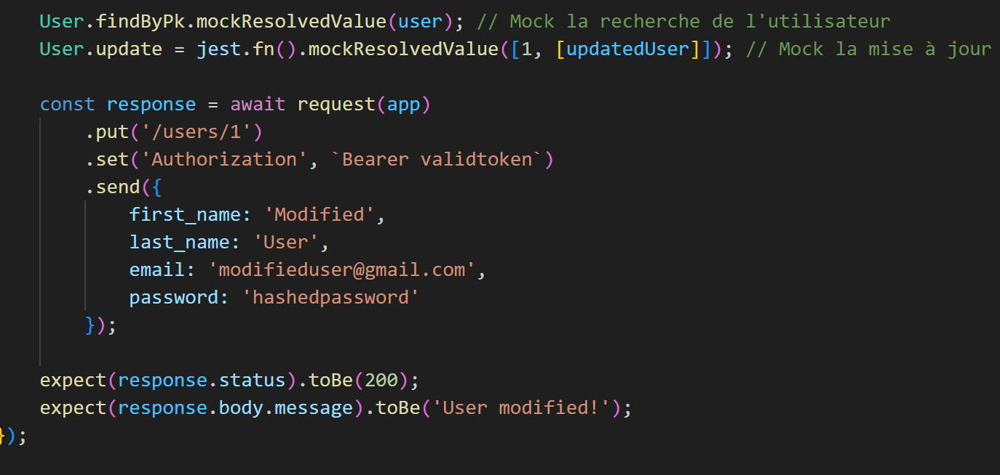 User.findByPk.mockResolvedValue(user); // Mock la recherche de l'utilisateur
User.update = jest.fn().mockResolvedValue([1, [updatedUser]]); // Mock la mise à jour
const response = await request(app)
.put('/users/1')
.set('Authorization', `Bearer validtoken`)
.send({
first_name: 'Modified',
last_name: 'User',
email: 'modifieduser@gmail.com',
password: 'hashedpassword'
});
expect(response.status).toBe(200);
expect(response.body.message).toBe('User modified!');
});